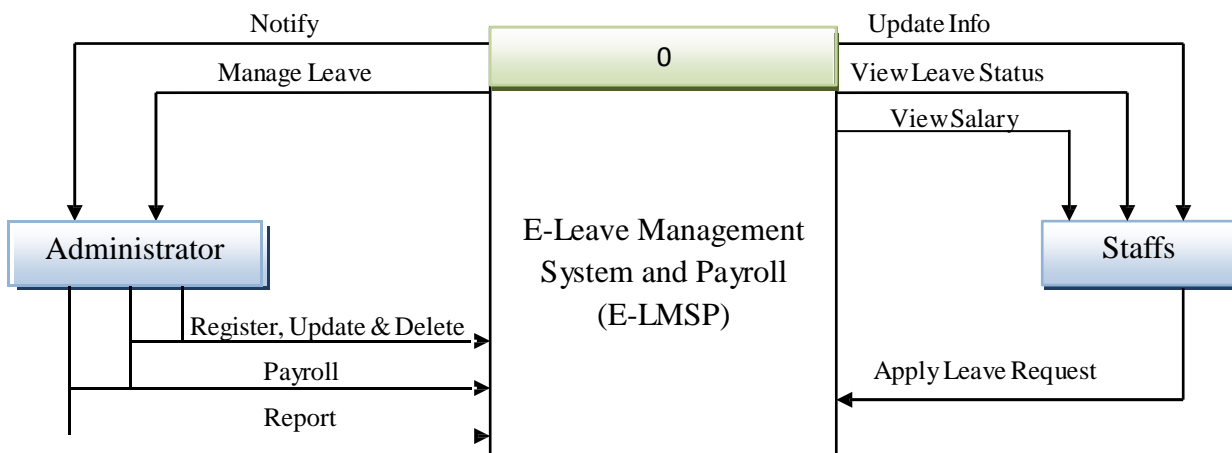 Notify
Update Info
0
Manage Leave
View Leave Status
View Salary
Administrator
E-Leave Management
System and Payroll
(E-LMSP)
Staffs
Register, Update & Delete
Payroll
Apply Leave Request
Report